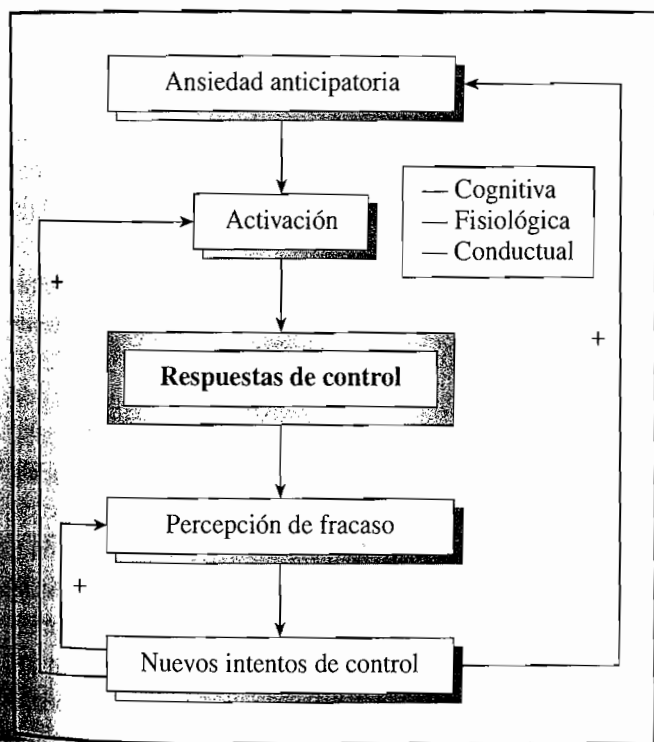 Ansiedad anticipatoria
Activación
— Cognitiva
— Fisiológica
— Conductual
+
+
Respuestas de control
Percepción de fracaso
+
Nuevos intentos de control